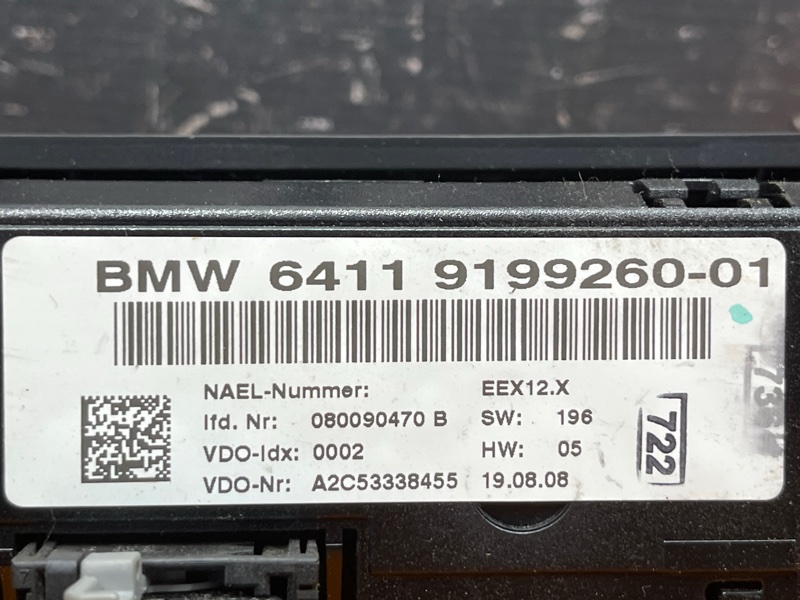 BMW 6411 9199260-01
NAEL-Nummer: EEX12.X
lfd. Nr: 080090470 B SW: 196
VDO-Idx: 0002 HW: 05
VDO-Nr: A2C53338455 19.08.08
722